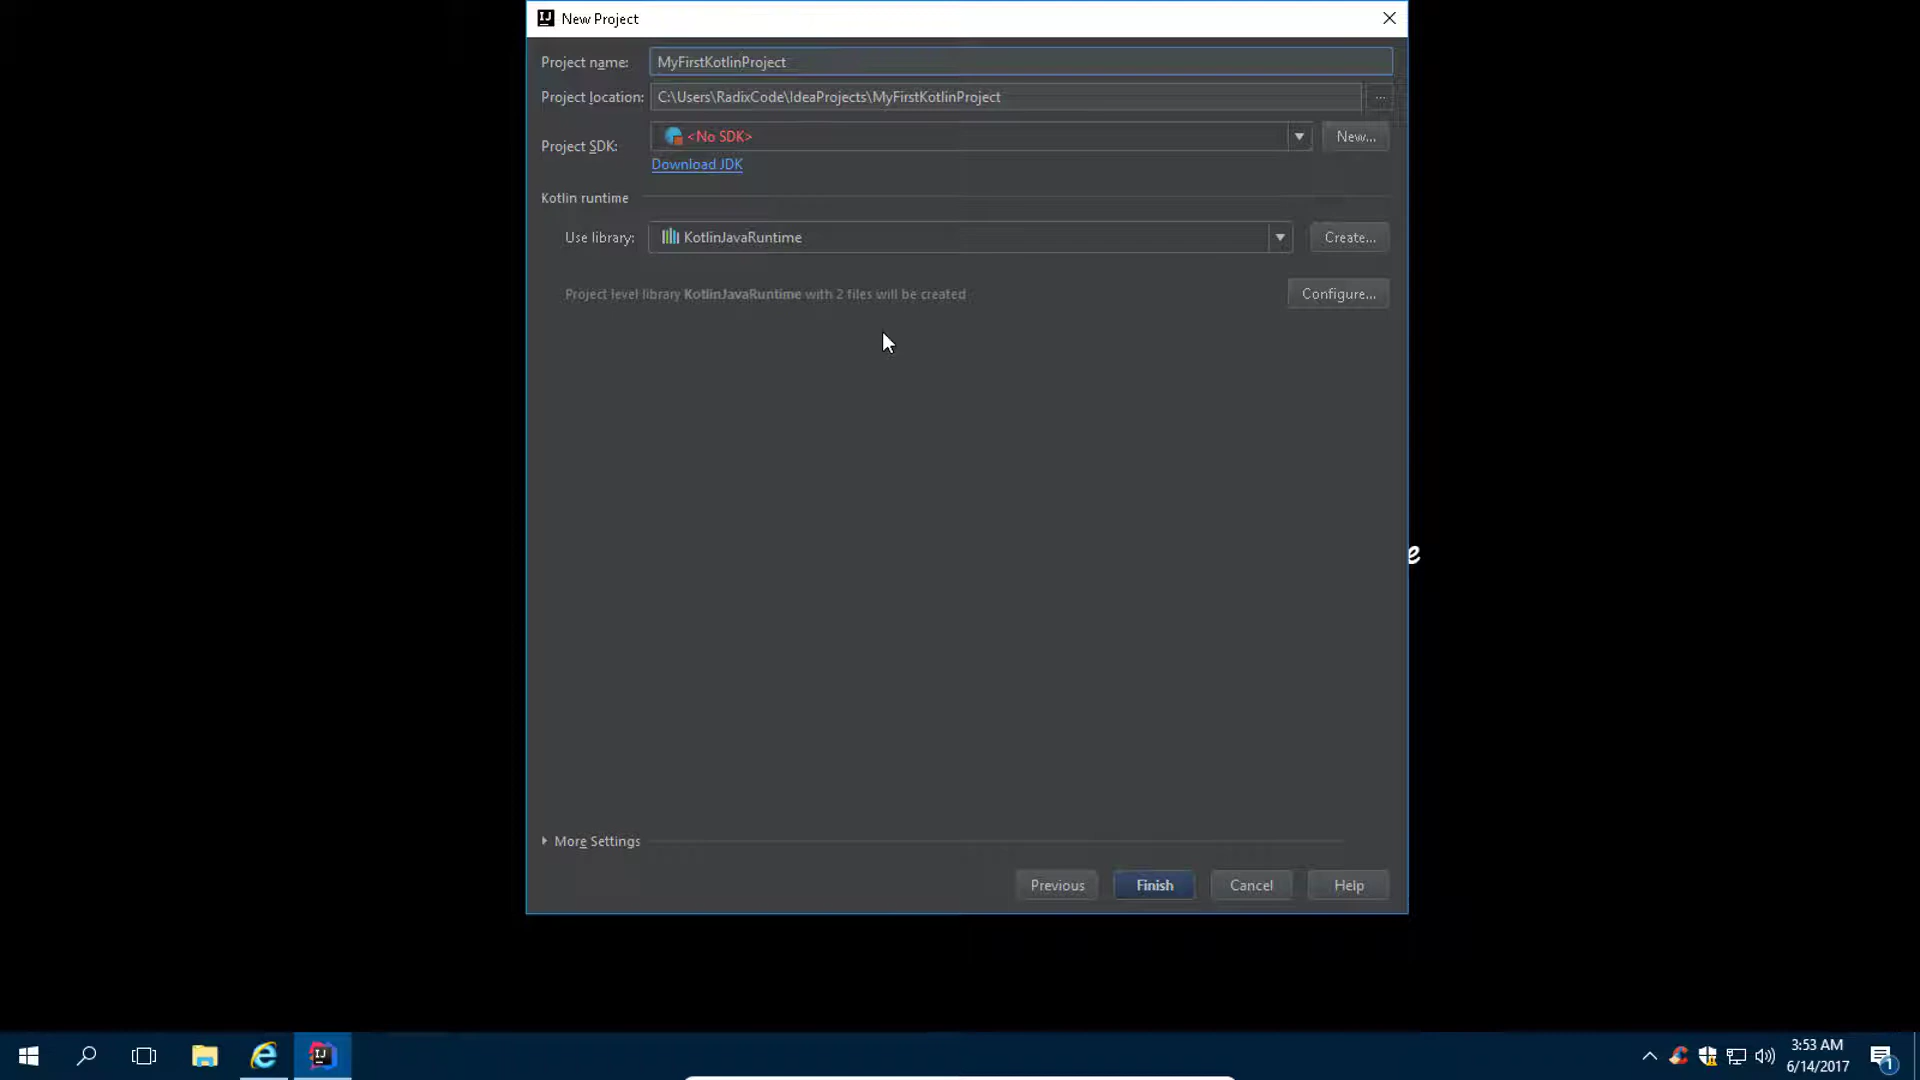 New Project
Project name: MyFirstKotlinProject
Project location: C:\Users\RadixCode\IdeaProjects\MyFirstKotlinProject ...
Project SDK: <No SDK> New...
Download JDK
Kotlin runtime
Use library: KotlinJavaRuntime Create...
Project level library KotlinJavaRuntime with 2 files will be created Configure...
e
More Settings
Previous Finish Cancel Help
3:53 AM
6/14/2017
1